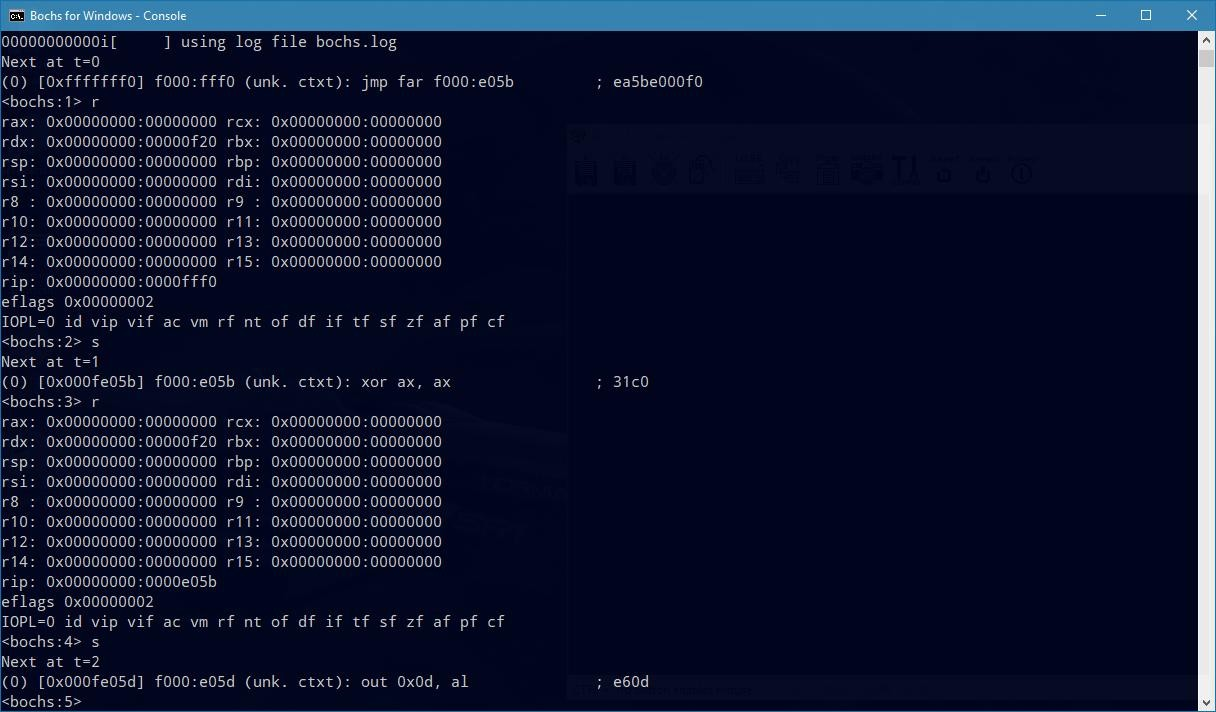 Bochs for Windows - Console
00000000000i[     ] using log file bochs.log
Next at t=0
(0) [0xfffffff0] f000:fff0 (unk. ctxt): jmp far f000:e05b         ; ea5be000f0
<bochs:1> r
rax: 0x00000000:00000000 rcx: 0x00000000:00000000
rdx: 0x00000000:00000f20 rbx: 0x00000000:00000000
rsp: 0x00000000:00000000 rbp: 0x00000000:00000000
rsi: 0x00000000:00000000 rdi: 0x00000000:00000000
r8 : 0x00000000:00000000 r9 : 0x00000000:00000000
r10: 0x00000000:00000000 r11: 0x00000000:00000000
r12: 0x00000000:00000000 r13: 0x00000000:00000000
r14: 0x00000000:00000000 r15: 0x00000000:00000000
rip: 0x00000000:0000fff0
eflags 0x00000002
IOPL=0 id vip vif ac vm rf nt of df if tf sf zf af pf cf
<bochs:2> s
Next at t=1
(0) [0x000fe05b] f000:e05b (unk. ctxt): xor ax, ax                ; 31c0
<bochs:3> r
rax: 0x00000000:00000000 rcx: 0x00000000:00000000
rdx: 0x00000000:00000f20 rbx: 0x00000000:00000000
rsp: 0x00000000:00000000 rbp: 0x00000000:00000000
rsi: 0x00000000:00000000 rdi: 0x00000000:00000000
r8 : 0x00000000:00000000 r9 : 0x00000000:00000000
r10: 0x00000000:00000000 r11: 0x00000000:00000000
r12: 0x00000000:00000000 r13: 0x00000000:00000000
r14: 0x00000000:00000000 r15: 0x00000000:00000000
rip: 0x00000000:0000e05b
eflags 0x00000002
IOPL=0 id vip vif ac vm rf nt of df if tf sf zf af pf cf
<bochs:4> s
Next at t=2
(0) [0x000fe05d] f000:e05d (unk. ctxt): out 0x0d, al              ; e60d
<bochs:5>